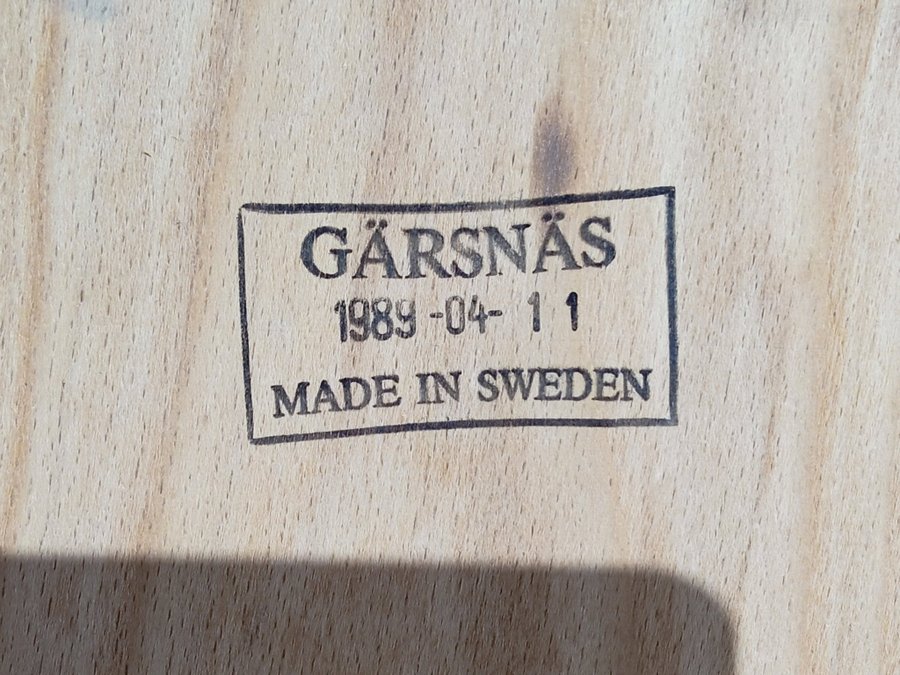 GÄRSNÄS
1989-04-11
MADE IN SWEDEN